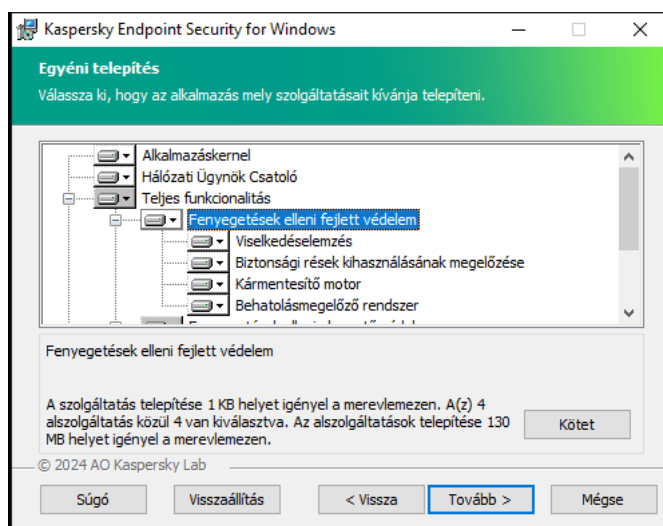 Kaspersky Endpoint Security for Windows
Egyéni telepítés
Válassza ki, hogy az alkalmazás mely szolgáltatásait kívánja telepíteni.
Alkalmazáskernel
Hálózati Ügynök Csatoló
Teljes funkcionalitás
Fenyegetések elleni fejlett védelem
Viselkedéselemzés
Biztonsági rések kihasználásának megelőzése
Kármentesítő motor
Behatolásmegelőző rendszer
Fenyegetések elleni fejlett védelem
A szolgáltatás telepítése 1 KB helyet igényel a merevlemezen. A(z) 4
alszolgáltatás közül 4 van kiválasztva. Az alszolgáltatások telepítése 130
MB helyet igényel a merevlemezen.
Kötet
© 2024 AO Kaspersky Lab
Súgó
Visszaállítás
< Vissza
Tovább >
Mégse